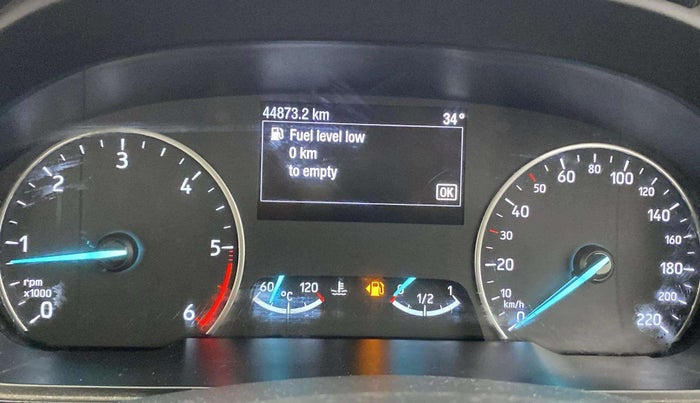 44873.2 km 34°
Fuel level low
0 km
to empty
OK
0 1 2 3 4 5 6
rpm
x1000
60 120
°C
0 1/2 1
0 10 20 30 40 50 60 80 100 120 140 160 180 200 220
km/h